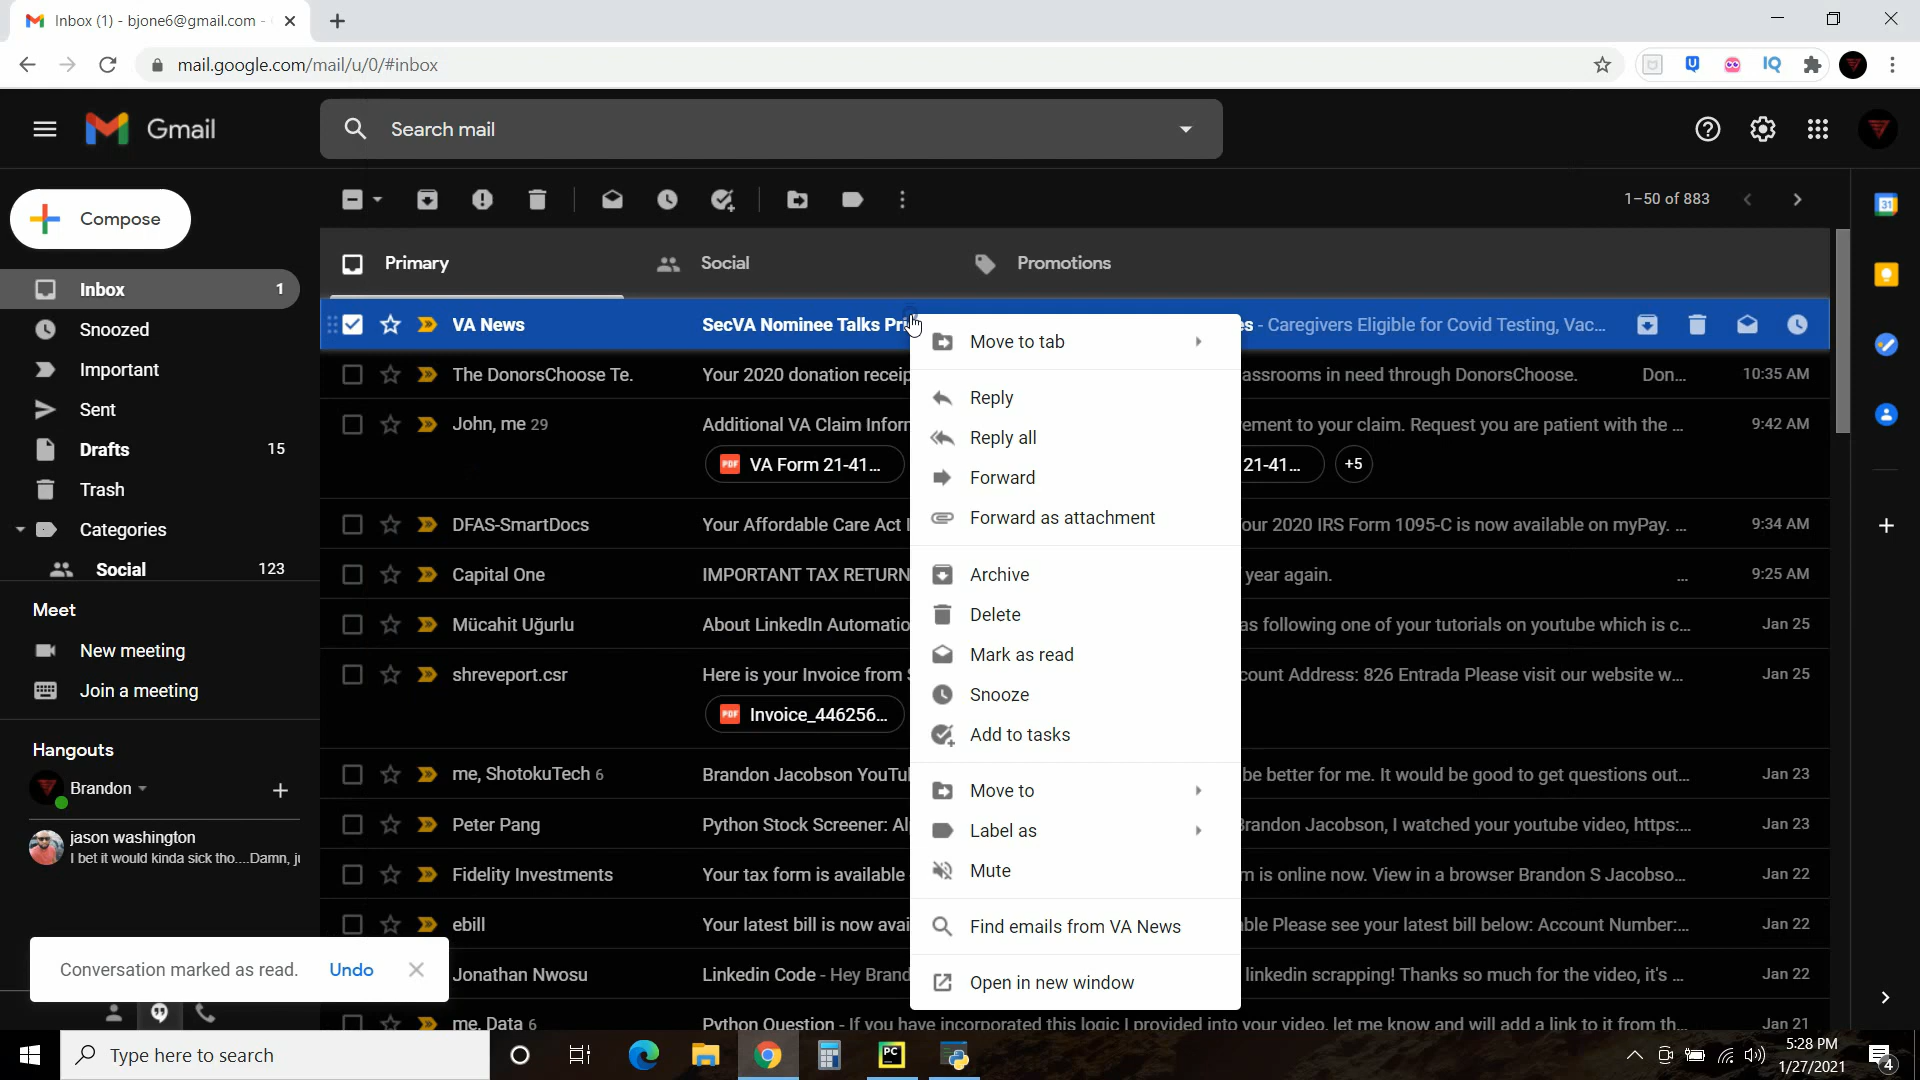 Inbox (1) - bjone6@gmail.com -
mail.google.com/mail/u/0/#inbox
IQ
Gmail
Search mail
Compose
1–50 of 883
31
Primary
Social
Promotions
Inbox 1
Snoozed
Important
Sent
Drafts 15
Trash
Categories
Social 123
Meet
New meeting
Join a meeting
Hangouts
Brandon
jason washington
I bet it would kinda sick tho....Damn, ji
VA News SecVA Nominee Talks Pri - Caregivers Eligible for Covid Testing, Vac...
The DonorsChoose Te. Your 2020 donation receip assrooms in need through DonorsChoose. Don... 10:35 AM
John, me 29 Additional VA Claim Inforr ement to your claim. Request you are patient with the ... 9:42 AM
PDF VA Form 21-41... 21-41... +5
DFAS-SmartDocs Your Affordable Care Act our 2020 IRS Form 1095-C is now available on myPay. ... 9:34 AM
Capital One IMPORTANT TAX RETURN year again. ... 9:25 AM
Mücahit Uğurlu About LinkedIn Automatio as following one of your tutorials on youtube which is c... Jan 25
shreveport.csr Here is your Invoice from count Address: 826 Entrada Please visit our website w... Jan 25
PDF Invoice_446256...
me, ShotokuTech 6 Brandon Jacobson YouTu be better for me. It would be good to get questions out... Jan 23
Peter Pang Python Stock Screener: Brandon Jacobson, I watched your youtube video, https:... Jan 23
Fidelity Investments Your tax form is available m is online now. View in a browser Brandon S Jacobso... Jan 22
ebill Your latest bill is now avai ble Please see your latest bill below: Account Number:... Jan 22
Jonathan Nwosu Linkedin Code - Hey Brand linkedin scrapping! Thanks so much for the video, it's ... Jan 22
me, Data 6 Python Question - If you have incorporated this logic I provided into your video, let me know and will add a link to it from th... Jan 21
Move to tab
Reply
Reply all
Forward
Forward as attachment
Archive
Delete
Mark as read
Snooze
Add to tasks
Move to
Label as
Mute
Find emails from VA News
Open in new window
Conversation marked as read. Undo
Type here to search
PC
5:28 PM
1/27/2021
4